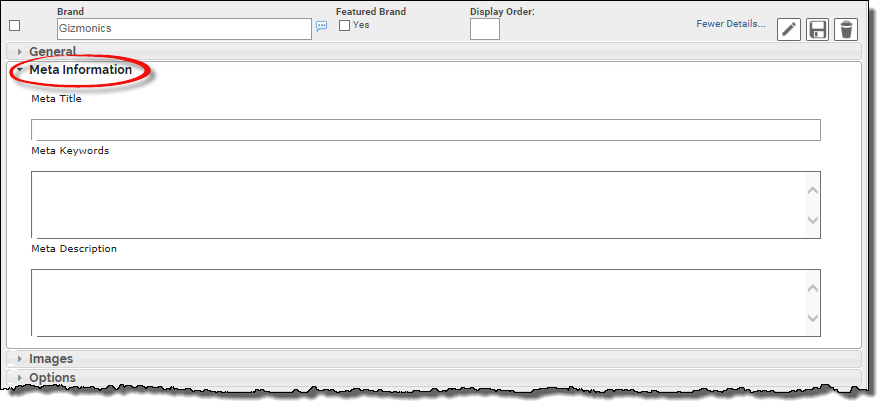 Brand Featured Brand Display Order:
Gizmonics Yes Fewer Details...
General
Meta Information
Meta Title
Meta Keywords
Meta Description
Images
Options